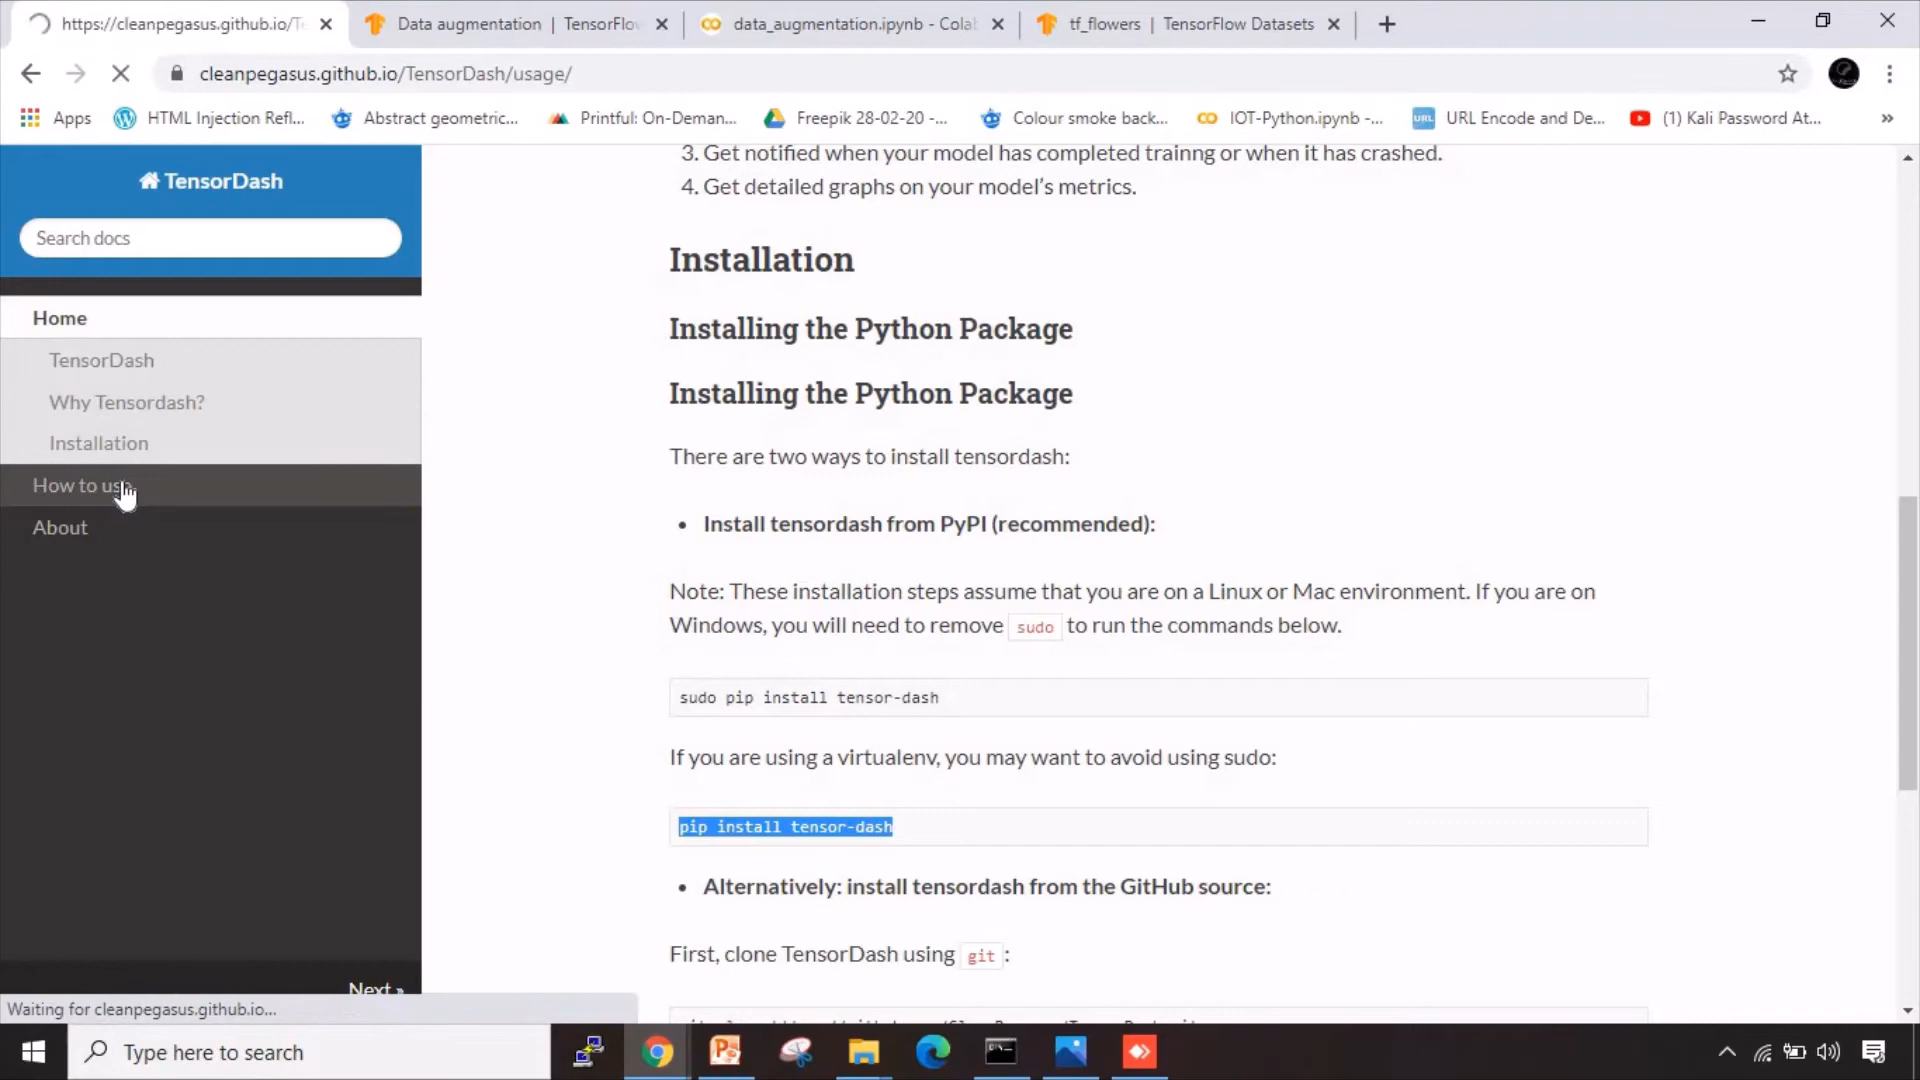 https://cleanpegasus.github.io/Te
Data augmentation | TensorFlo
data_augmentation.ipynb - Cola
tf_flowers | TensorFlow Datasets
cleanpegasus.github.io/TensorDash/usage/
Apps
HTML Injection Refl...
Abstract geometric...
Printful: On-Deman...
Freepik 28-02-20 -...
Colour smoke back...
IOT-Python.ipynb -...
URL
URL Encode and De...
(1) Kali Password At...
»
TensorDash
Search docs
Home
TensorDash
Why Tensordash?
Installation
How to use
About
Next »
3. Get notified when your model has completed trainng or when it has crashed.
4. Get detailed graphs on your model's metrics.
Installation
Installing the Python Package
Installing the Python Package
There are two ways to install tensordash:
• Install tensordash from PyPI (recommended):
Note: These installation steps assume that you are on a Linux or Mac environment. If you are on
Windows, you will need to remove sudo to run the commands below.
sudo pip install tensor-dash
If you are using a virtualenv, you may want to avoid using sudo:
pip install tensor-dash
• Alternatively: install tensordash from the GitHub source:
First, clone TensorDash using git :
Waiting for cleanpegasus.github.io...
Type here to search